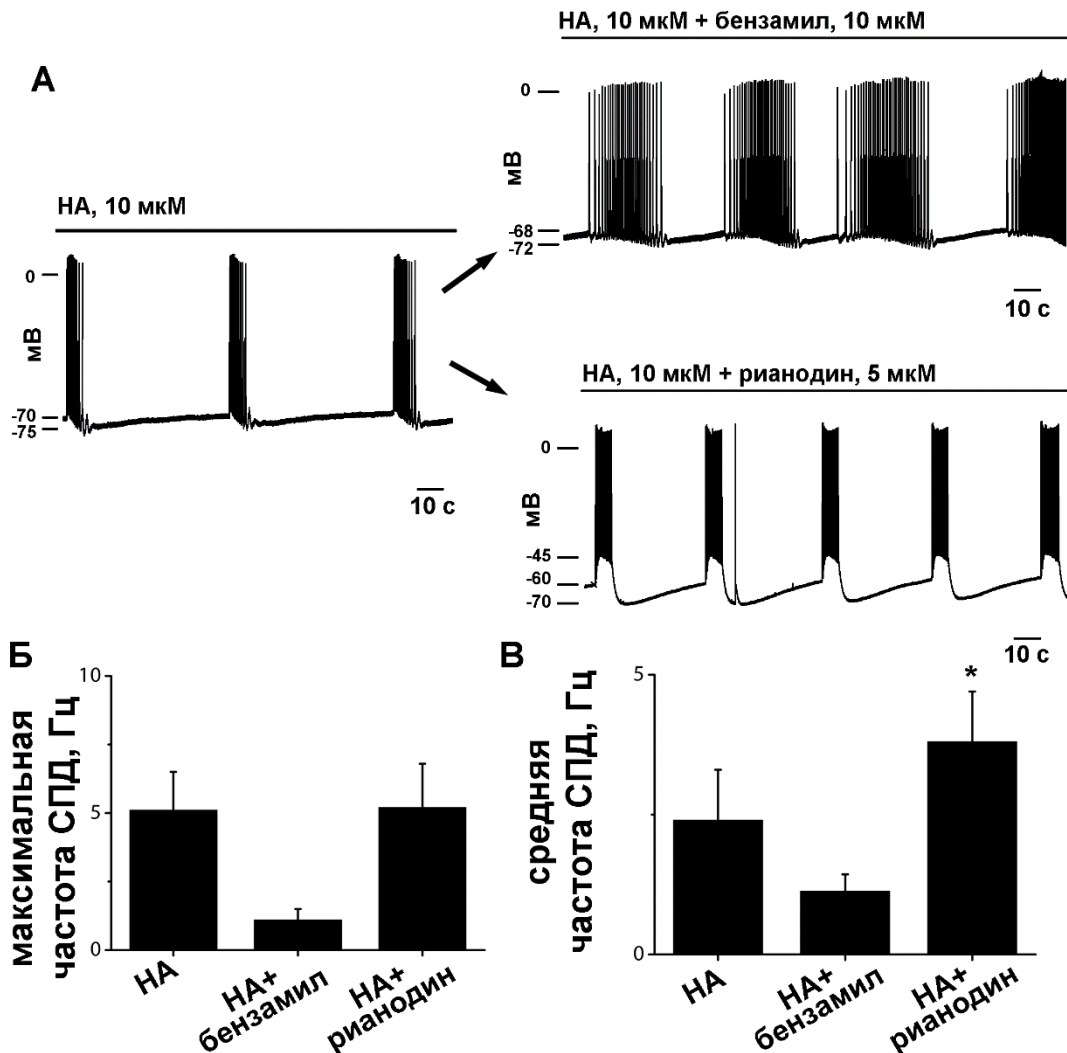 НА, 10 мкМ + бензамил, 10 мкМ
А
0
мВ
-68
-72
10 с
НА, 10 мкМ
0
мВ
-70
-75
10 с
НА, 10 мкМ + рианодин, 5 мкМ
0
мВ
-45
-60
-70
10 с
Б
максимальная
частота СПД, Гц
10
5
0
НА
НА+
бензамил
НА+
рианодин
В
средняя
частота СПД, Гц
5
0
*
НА
НА+
бензамил
НА+
рианодин